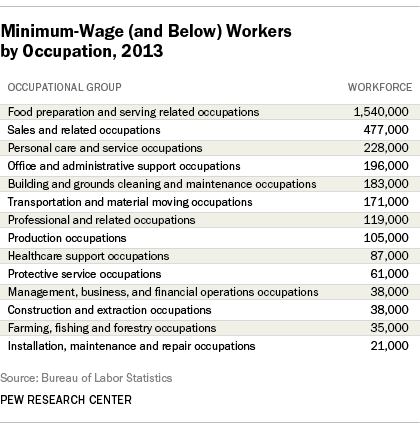 Minimum-Wage (and Below) Workers
by Occupation, 2013
OCCUPATIONAL GROUP WORKFORCE
Food preparation and serving related occupations 1,540,000
Sales and related occupations 477,000
Personal care and service occupations 228,000
Office and administrative support occupations 196,000
Building and grounds cleaning and maintenance occupations 183,000
Transportation and material moving occupations 171,000
Professional and related occupations 119,000
Production occupations 105,000
Healthcare support occupations 87,000
Protective service occupations 61,000
Management, business, and financial operations occupations 38,000
Construction and extraction occupations 38,000
Farming, fishing and forestry occupations 35,000
Installation, maintenance and repair occupations 21,000
Source: Bureau of Labor Statistics
PEW RESEARCH CENTER